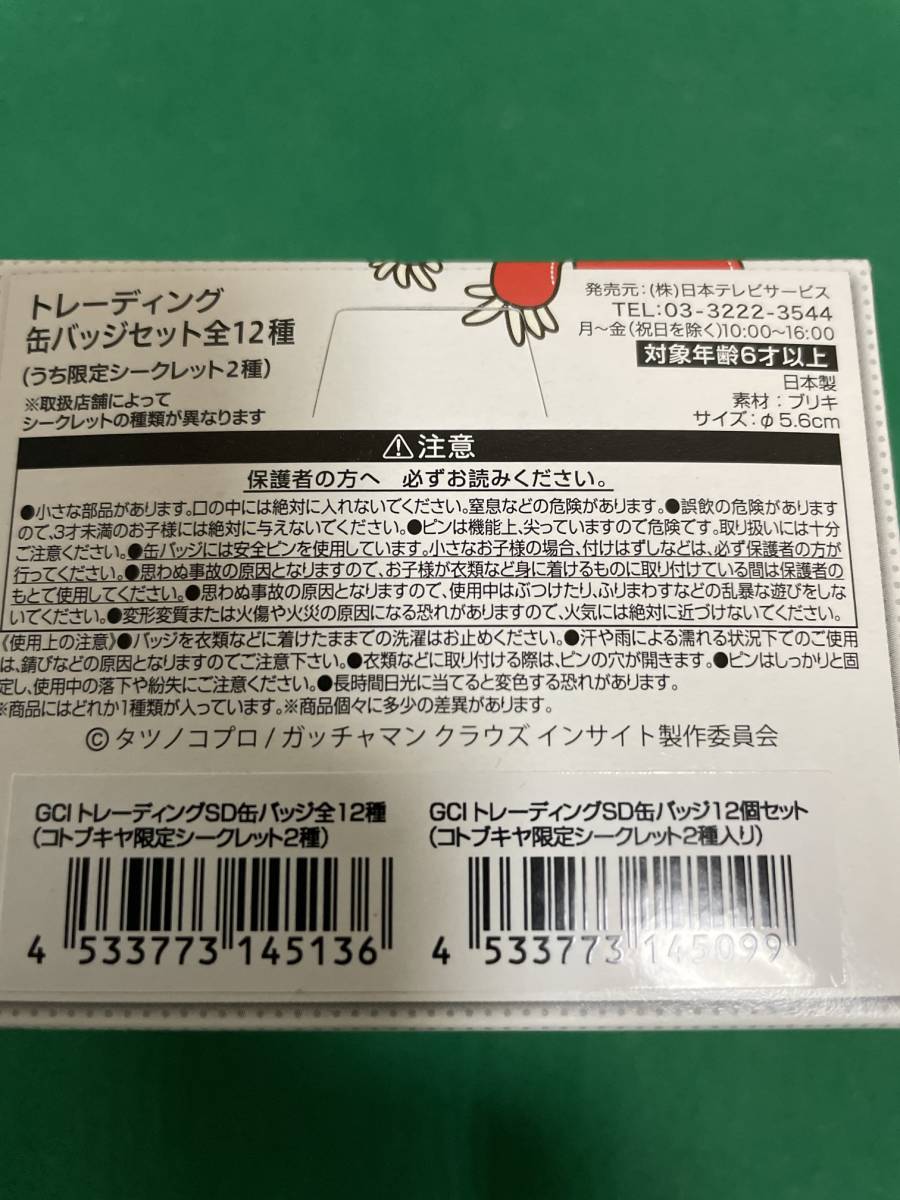 トレーディング
缶バッジセット全12種
(うち限定シークレット2種)
※取扱店舗によって
シークレットの種類が異なります
発売元:(株)日本テレビサービス
TEL:03-3222-3544
月〜金(祝日を除く)10:00〜16:00
対象年齢6才以上
日本製
素材:ブリキ
サイズ:φ5.6cm
⚠注意
保護者の方へ 必ずお読みください。
●小さな部品があります。口の中には絶対に入れないでください。窒息などの危険があります。●誤飲の危険があります
ので、3才未満のお子様には絶対に与えないでください。●ピンは機能上、尖っていますので危険です。取り扱いには十分
ご注意ください。●缶バッジには安全ピンを使用しています。小さなお子様の場合、付けはずしなどは、必ず保護者の方が
行ってください。●思わぬ事故の原因となりますので、お子様が衣類など身に着けるものに取り付けている間は保護者の
もとで使用してください。●思わぬ事故の原因となりますので、使用中はぶつけたり、ふりまわすなどの乱暴な遊びをしな
いでください。●変形変質または火傷や火災の原因になる恐れがありますので、火気には絶対に近づけないでください。
《使用上の注意》●バッジを衣類などに着けたままでの洗濯はお止めください。●汗や雨による濡れる状況下でのご使用
は、錆びなどの原因となりますのでご注意下さい。●衣類などに取り付ける際は、ピンの穴が開きます。●ピンはしっかりと固
定し、使用中の落下や紛失にご注意ください。●長時間日光に当てると変色する恐れがあります。
※商品にはどれか1種類が入っています。※商品個々に多少の差異があります。
©タツノコプロ/ガッチャマン クラウズ インサイト製作委員会
GCI トレーディングSD缶バッジ全12種
(コトブキヤ限定シークレット2種)
4 533773 145136
GCI トレーディングSD缶バッジ12個セット
(コトブキヤ限定シークレット2種入り)
4 533773 145099